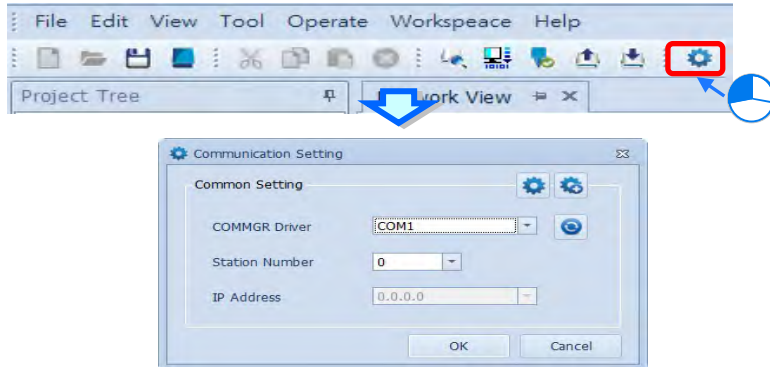 File Edit View Tool Operate Workspeace Help
Project Tree
work View
Communication Setting
Common Setting
COMMGR Driver COM1
Station Number 0
IP Address 0.0.0.0
OK Cancel